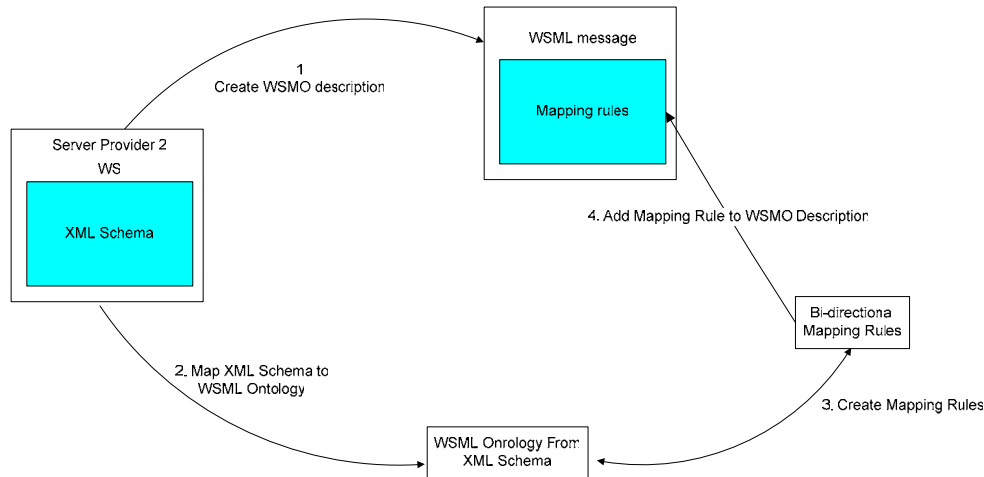 WSML message
1
Create WSMO description
Mapping rules
Server Provider 2
WS
XML Schema
4. Add Mapping Rule to WSMO Description
Bi-directiona
Mapping Rules
2. Map XML Schema to
WSML Ontology
3. Create Mapping Rules
WSML Onrology From
XML Schema